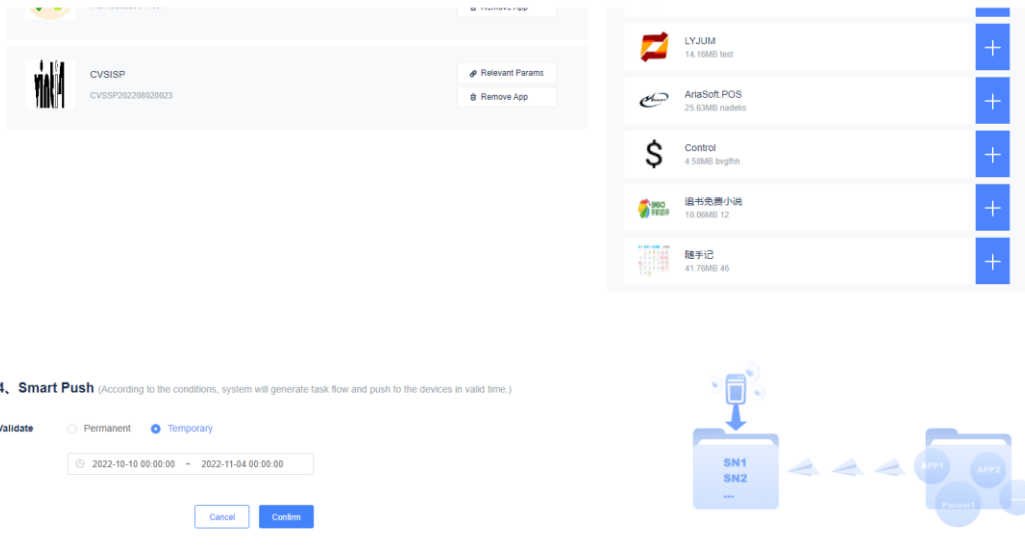 Remove App
CVSISP
CVSSP202208020023
Relevant Params
Remove App
LYJUM
14.16MB test
AriaSoft.POS
25.63MB nadeks
Control
4.58MB bvgfhh
追书免费小说
10.06MB 12
随手记
41.76MB 46
4、Smart Push (According to the conditions, system will generate task flow and push to the devices in valid time.)
Validate
Permanent
Temporary
2022-10-10 00:00:00 ~ 2022-11-04 00:00:00
Cancel
Confirm
SN1
SN2
...
APP1
APP2
Param1